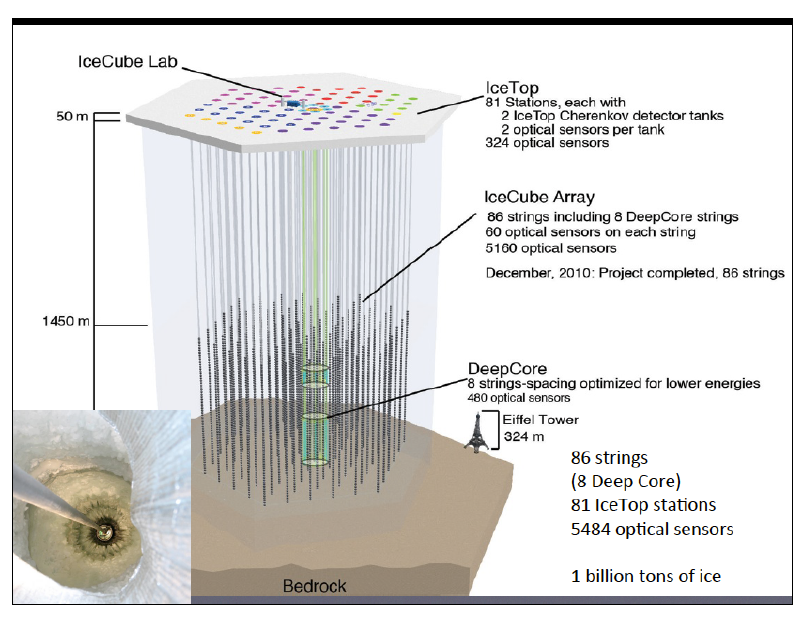 IceCube Lab
50 m
IceTop
81 Stations, each with
2 IceTop Cherenkov detector tanks
2 optical sensors per tank
324 optical sensors
IceCube Array
86 strings including 8 DeepCore strings
60 optical sensors on each string
5160 optical sensors
December, 2010: Project completed, 86 strings
1450 m
DeepCore
8 strings-spacing optimized for lower energies
480 optical sensors
Eiffel Tower
324 m
86 strings
(8 Deep Core)
81 IceTop stations
5484 optical sensors
1 billion tons of ice
Bedrock